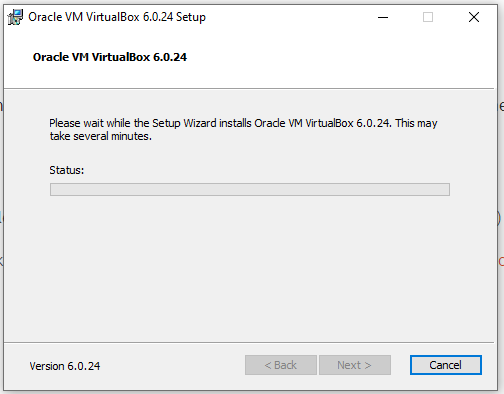 Oracle VM VirtualBox 6.0.24 Setup
Oracle VM VirtualBox 6.0.24
Please wait while the Setup Wizard installs Oracle VM VirtualBox 6.0.24. This may
take several minutes.
Status:
Version 6.0.24
< Back
Next >
Cancel